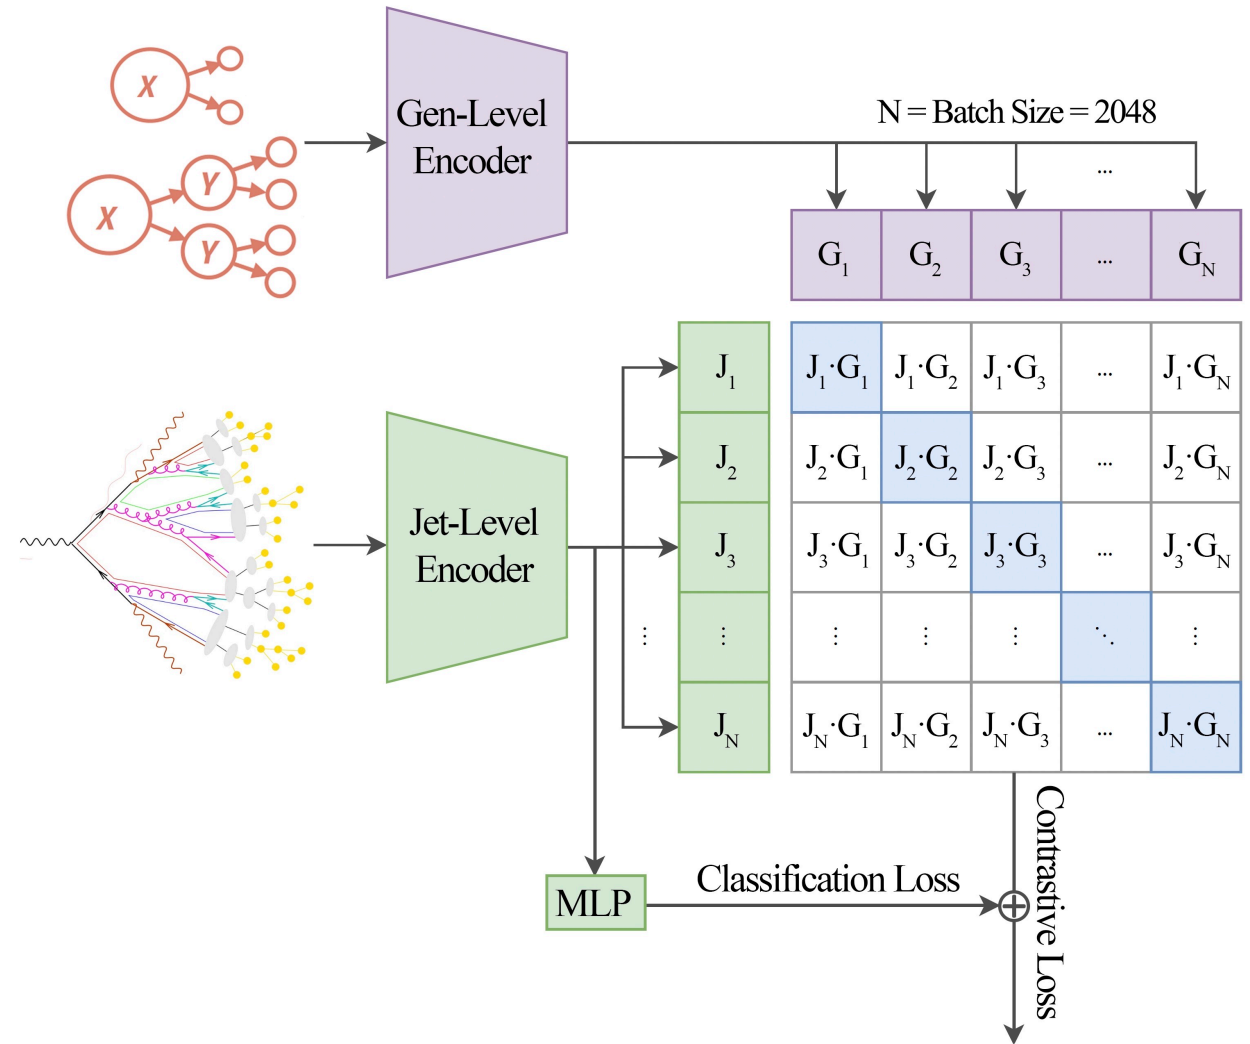 X
X
Y
Y
Gen-Level
Encoder
N = Batch Size = 2048
...
G1 G2 G3 ... GN
Jet-Level
Encoder
J1
J2
J3
⋮ ⋮
JN
J1·G1 J1·G2 J1·G3 ... J1·GN
J2·G1 J2·G2 J2·G3 ... J2·GN
J3·G1 J3·G2 J3·G3 ... J3·GN
⋮ ⋮ ⋮ ⋱ ⋮
JN·G1 JN·G2 JN·G3 ... JN·GN
MLP
Classification Loss
Contrastive Loss